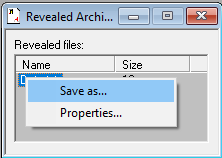 Revealed Archi...
Revealed files:
Name Size
Save as...
Properties...